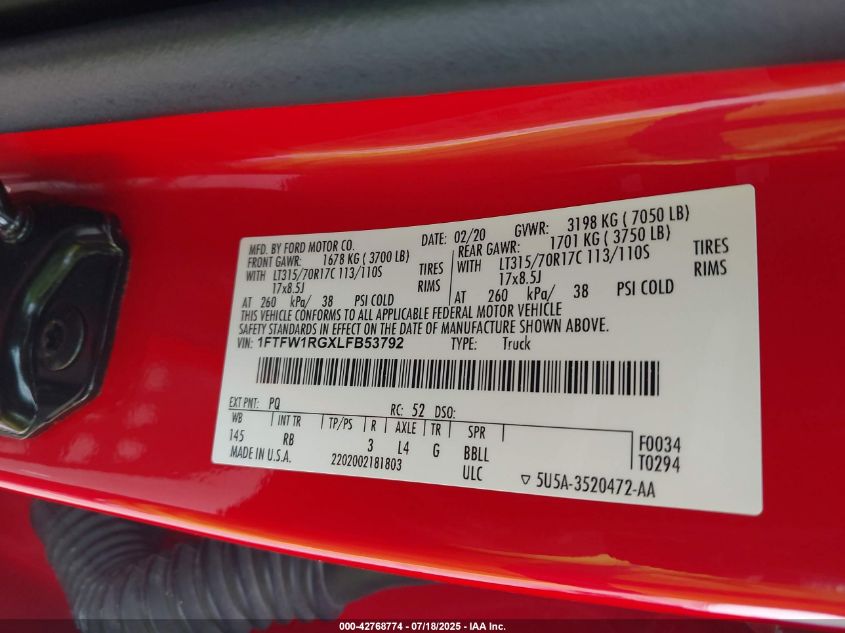 MFD. BY FORD MOTOR CO. DATE: 02/20 GVWR: 3198 KG ( 7050 LB)
FRONT GAWR: 1678 KG ( 3700 LB) REAR GAWR: 1701 KG ( 3750 LB)
WITH LT315/70R17C 113/110S TIRES WITH LT315/70R17C 113/110S TIRES
17x8.5J RIMS 17x8.5J RIMS
AT 260 kPa/ 38 PSI COLD AT 260 kPa/ 38 PSI COLD
THIS VEHICLE CONFORMS TO ALL APPLICABLE FEDERAL MOTOR VEHICLE
SAFETY STANDARDS IN EFFECT ON THE DATE OF MANUFACTURE SHOWN ABOVE.
VIN: 1FTFW1RGXLFB53792 TYPE: Truck
EXT PNT: PQ RC: 52 DSO:
WB INT TR TP/PS R AXLE TR SPR
145 RB 3 L4 G BBLL F0034
MADE IN U.S.A. 2202002181803 ULC T0294
▽ 5U5A-3520472-AA
000-42768774 - 07/18/2025 - IAA Inc.